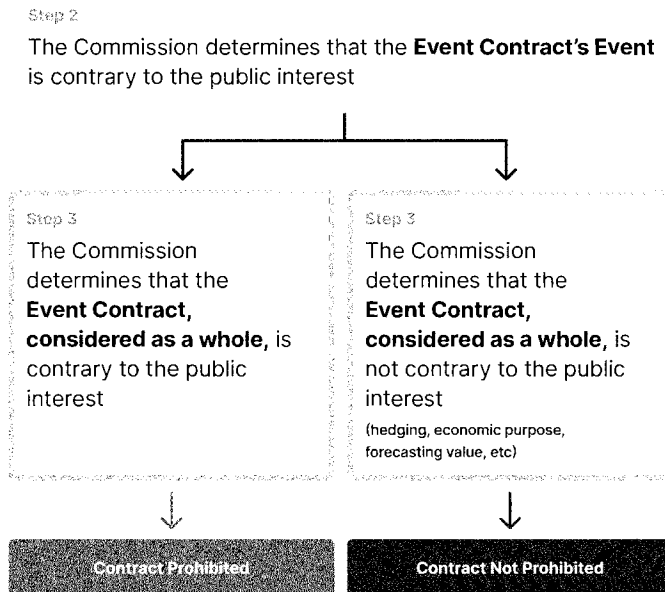 Step 2
The Commission determines that the Event Contract's Event
is contrary to the public interest
Step 3
The Commission
determines that the
Event Contract,
considered as a whole, is
contrary to the public
interest
Step 3
The Commission
determines that the
Event Contract,
considered as a whole, is
not contrary to the public
interest
(hedging, economic purpose,
forecasting value, etc)
Contract Prohibited
Contract Not Prohibited